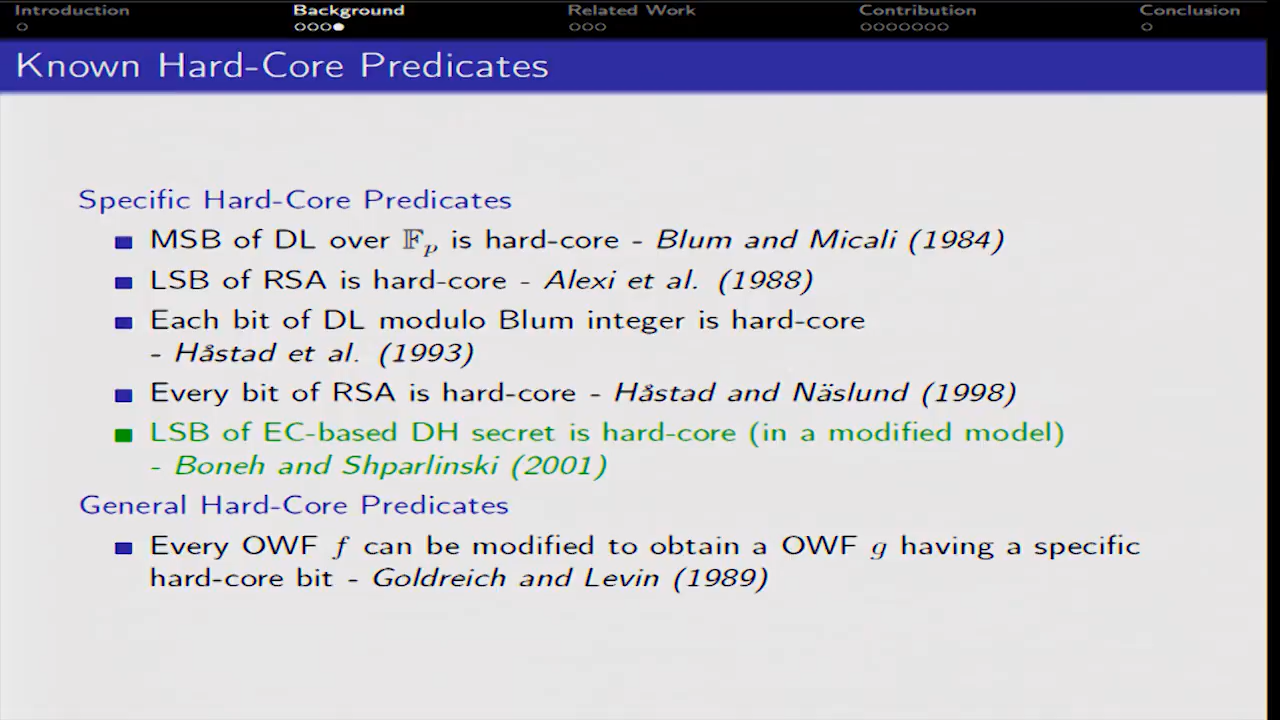 Introduction Background Related Work Contribution Conclusion
Known Hard-Core Predicates
Specific Hard-Core Predicates
MSB of DL over 𝔽p is hard-core - Blum and Micali (1984)
LSB of RSA is hard-core - Alexi et al. (1988)
Each bit of DL modulo Blum integer is hard-core
- Håstad et al. (1993)
Every bit of RSA is hard-core - Håstad and Näslund (1998)
LSB of EC-based DH secret is hard-core (in a modified model)
- Boneh and Shparlinski (2001)
General Hard-Core Predicates
Every OWF f can be modified to obtain a OWF g having a specific
hard-core bit - Goldreich and Levin (1989)